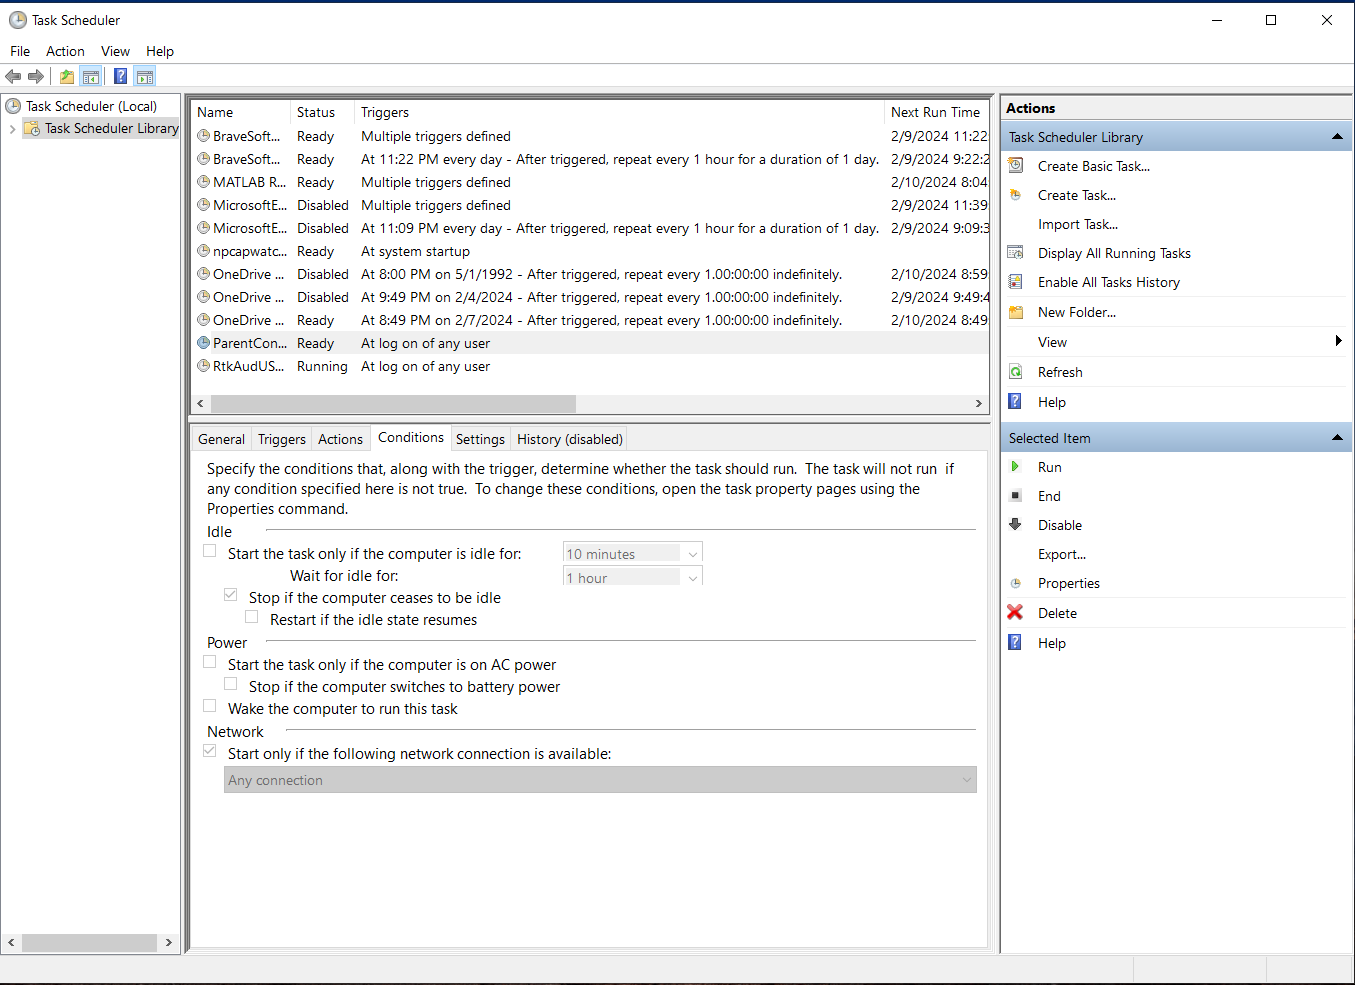 Task Scheduler
File Action View Help
Task Scheduler (Local)
Task Scheduler Library
Name Status Triggers Next Run Time
BraveSoft... Ready Multiple triggers defined 2/9/2024 11:22
BraveSoft... Ready At 11:22 PM every day - After triggered, repeat every 1 hour for a duration of 1 day. 2/9/2024 9:22:2
MATLAB R... Ready Multiple triggers defined 2/10/2024 8:04
MicrosoftE... Disabled Multiple triggers defined 2/9/2024 11:39
MicrosoftE... Disabled At 11:09 PM every day - After triggered, repeat every 1 hour for a duration of 1 day. 2/9/2024 9:09:3
npcapwatc... Ready At system startup
OneDrive ... Disabled At 8:00 PM on 5/1/1992 - After triggered, repeat every 1.00:00:00 indefinitely. 2/10/2024 8:59
OneDrive ... Disabled At 9:49 PM on 2/4/2024 - After triggered, repeat every 1.00:00:00 indefinitely. 2/9/2024 9:49:4
OneDrive ... Ready At 8:49 PM on 2/7/2024 - After triggered, repeat every 1.00:00:00 indefinitely. 2/10/2024 8:49
ParentCon... Ready At log on of any user
RtkAudUS... Running At log on of any user
General Triggers Actions Conditions Settings History (disabled)
Specify the conditions that, along with the trigger, determine whether the task should run. The task will not run if
any condition specified here is not true. To change these conditions, open the task property pages using the
Properties command.
Idle
Start the task only if the computer is idle for: 10 minutes
Wait for idle for: 1 hour
Stop if the computer ceases to be idle
Restart if the idle state resumes
Power
Start the task only if the computer is on AC power
Stop if the computer switches to battery power
Wake the computer to run this task
Network
Start only if the following network connection is available:
Any connection
Actions
Task Scheduler Library
Create Basic Task...
Create Task...
Import Task...
Display All Running Tasks
Enable All Tasks History
New Folder...
View
Refresh
Help
Selected Item
Run
End
Disable
Export...
Properties
Delete
Help